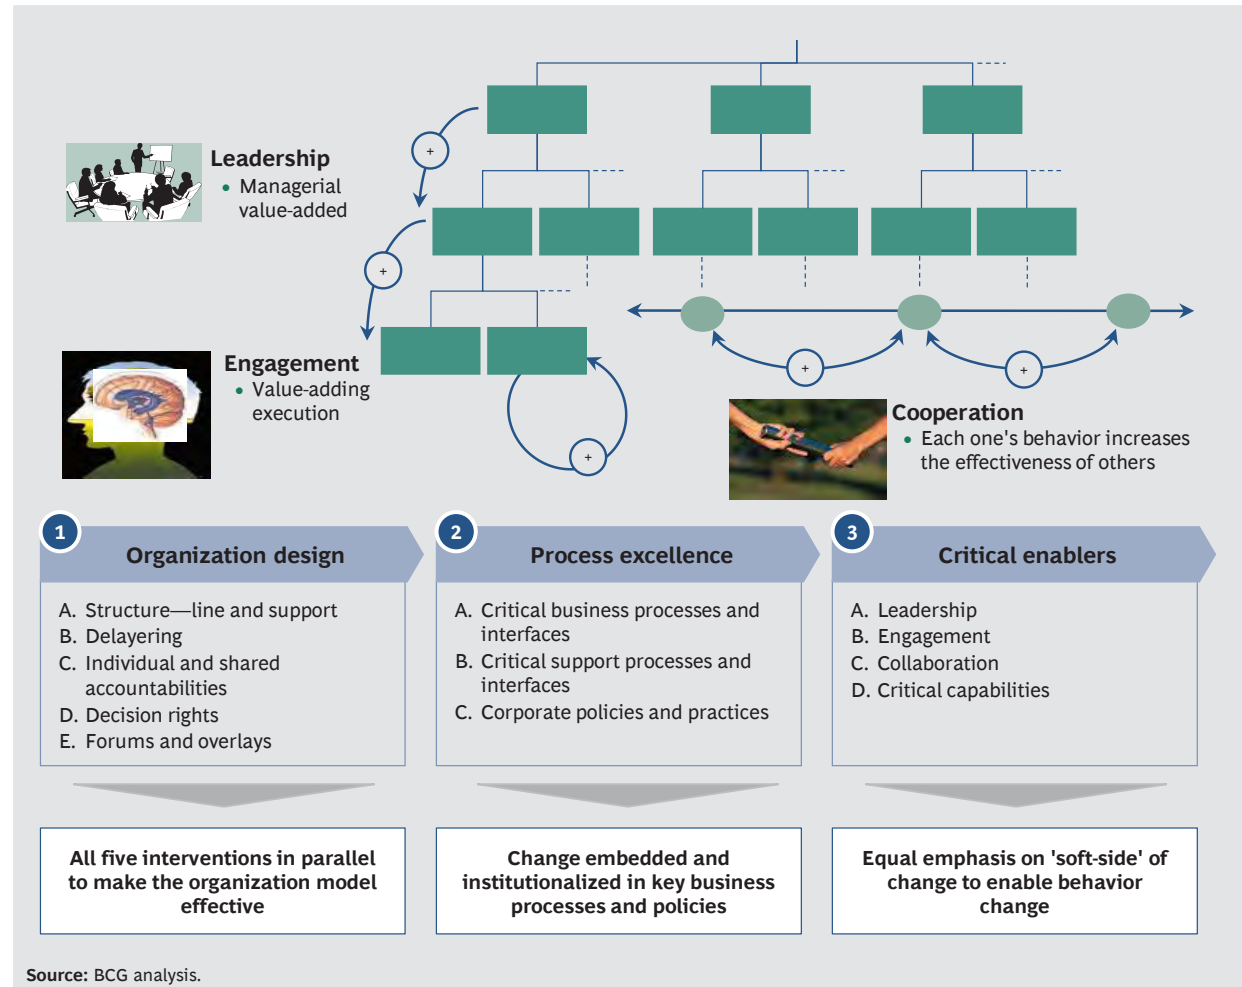 +
Leadership
• Managerial
value-added
+
+
+
Engagement
• Value-adding
execution
+
Cooperation
• Each one's behavior increases
the effectiveness of others
1
Organization design
A. Structure—line and support
B. Delayering
C. Individual and shared
accountabilities
D. Decision rights
E. Forums and overlays
All five interventions in parallel
to make the organization model
effective
2
Process excellence
A. Critical business processes and
interfaces
B. Critical support processes and
interfaces
C. Corporate policies and practices
Change embedded and
institutionalized in key business
processes and policies
3
Critical enablers
A. Leadership
B. Engagement
C. Collaboration
D. Critical capabilities
Equal emphasis on 'soft-side' of
change to enable behavior
change
Source: BCG analysis.